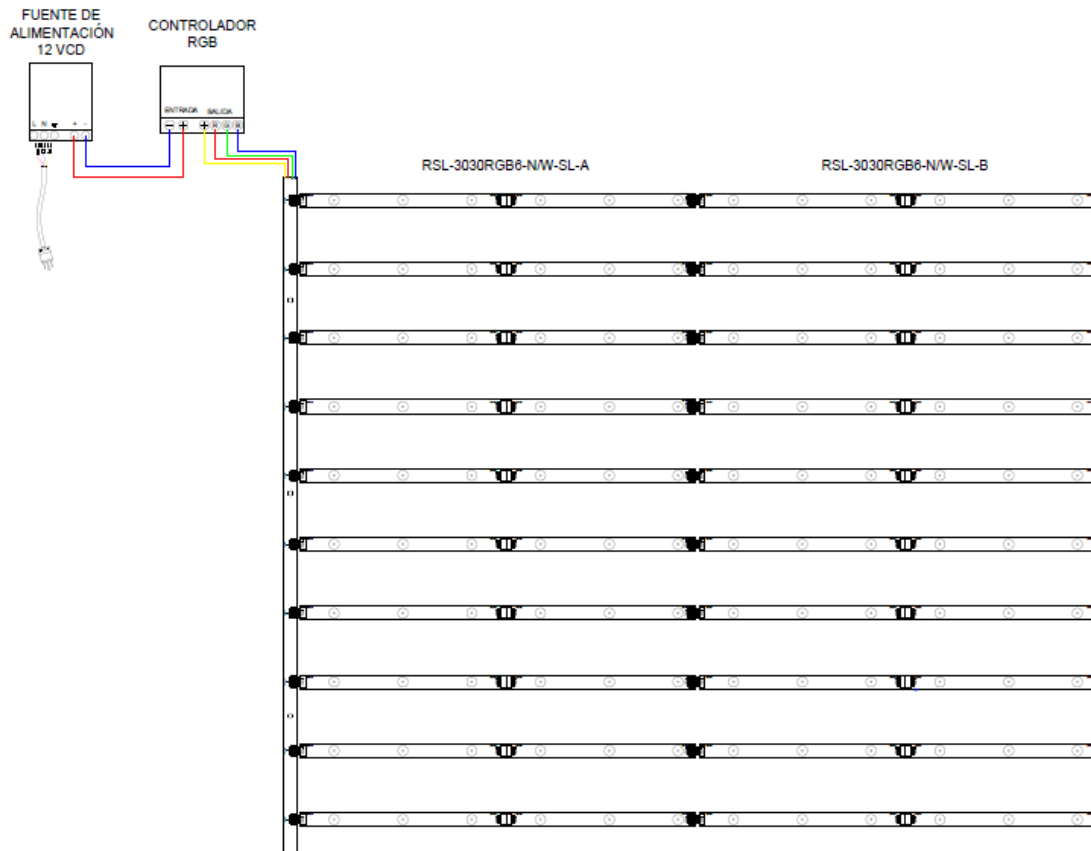 FUENTE DE
ALIMENTACIÓN
12 VCD
CONTROLADOR
RGB
L N + -
ENTRADA SALIDA
- + + R G B
RSL-3030RGB6-N/W-SL-A
RSL-3030RGB6-N/W-SL-B